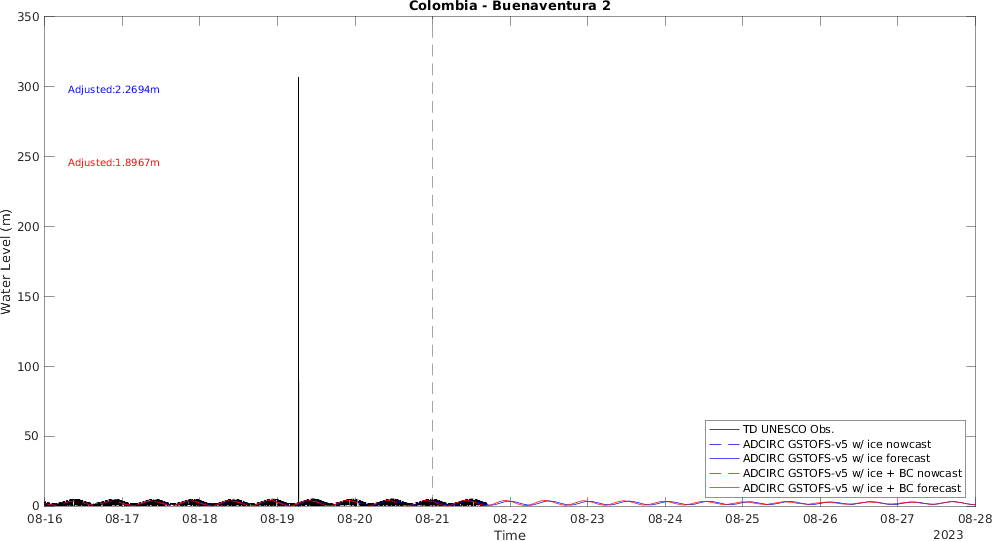 Colombia - Buenaventura 2
350
300
250
200
150
100
50
0
Water Level (m)
Adjusted:2.2694m
Adjusted:1.8967m
TD UNESCO Obs.
ADCIRC GSTOFS-v5 w/ ice nowcast
ADCIRC GSTOFS-v5 w/ ice forecast
ADCIRC GSTOFS-v5 w/ ice + BC nowcast
ADCIRC GSTOFS-v5 w/ ice + BC forecast
08-16 08-17 08-18 08-19 08-20 08-21 08-22 08-23 08-24 08-25 08-26 08-27 08-28
Time
2023